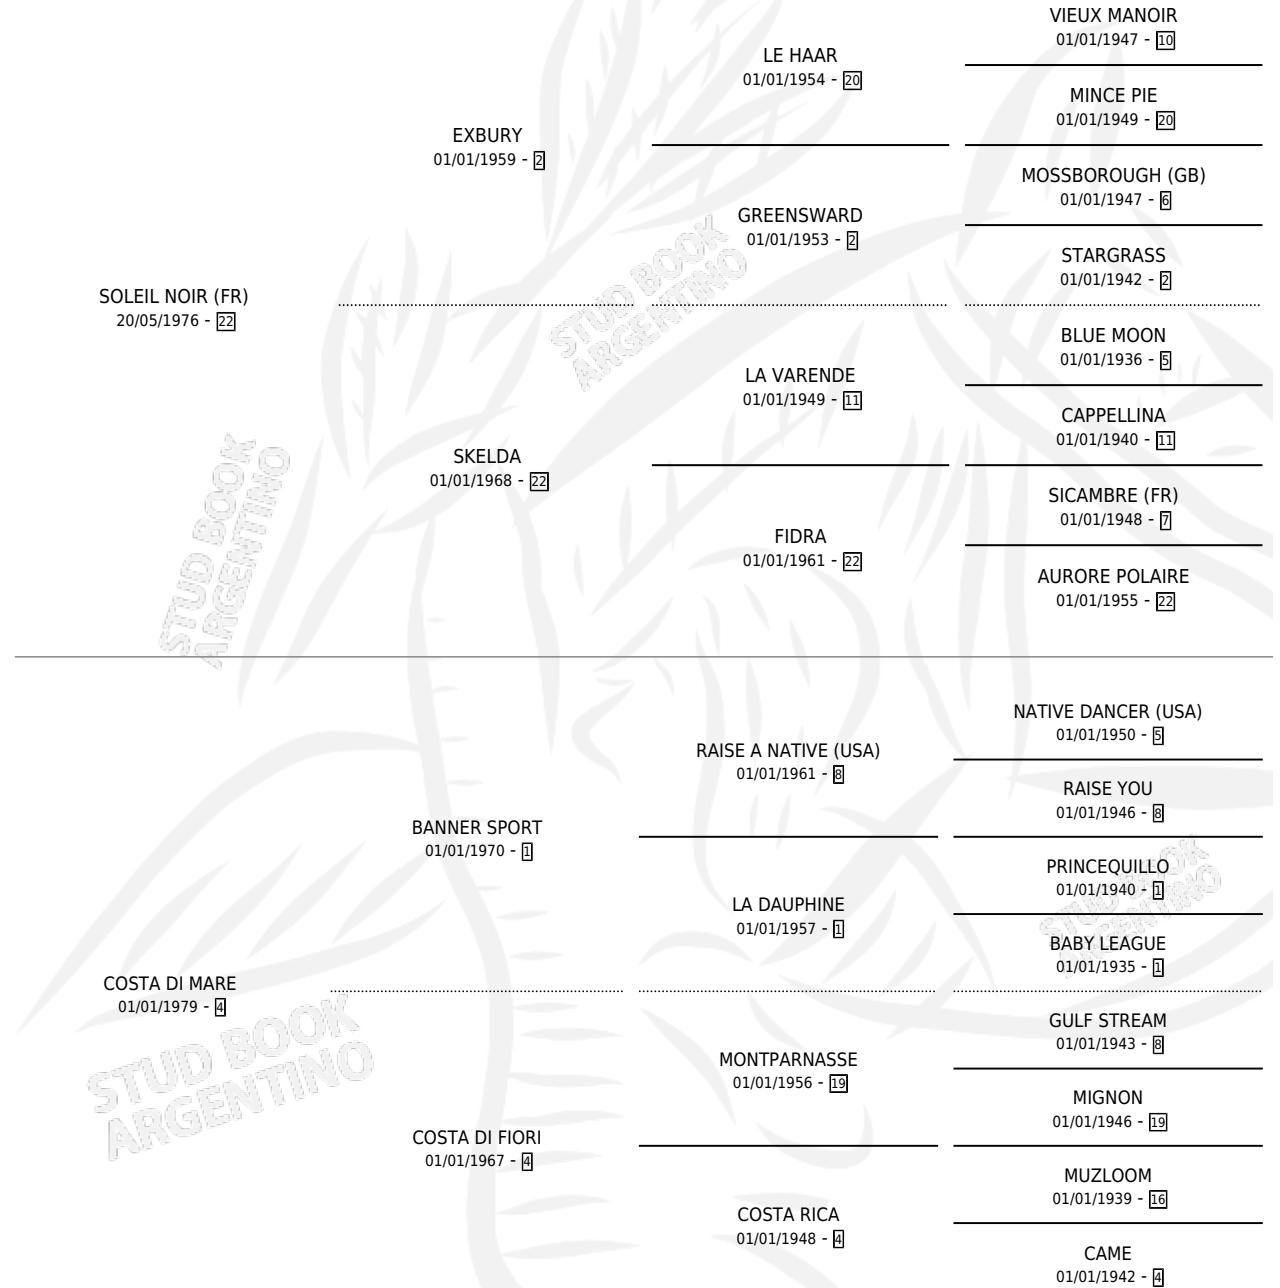 VIEUX MANOIR
01/01/1947 - 10
LE HAAR
01/01/1954 - 20
MINCE PIE
01/01/1949 - 20
EXBURY
01/01/1959 - 2
MOSSBOROUGH (GB)
01/01/1947 - 6
GREENSWARD
01/01/1953 - 2
STARGRASS
01/01/1942 - 2
SOLEIL NOIR (FR)
20/05/1976 - 22
BLUE MOON
01/01/1936 - 5
LA VARENDE
01/01/1949 - 11
CAPPELLINA
01/01/1940 - 11
SKELDA
01/01/1968 - 22
SICAMBRE (FR)
01/01/1948 - 7
FIDRA
01/01/1961 - 22
AURORE POLAIRE
01/01/1955 - 22
NATIVE DANCER (USA)
01/01/1950 - 5
RAISE A NATIVE (USA)
01/01/1961 - 8
RAISE YOU
01/01/1946 - 8
BANNER SPORT
01/01/1970 - 1
PRINCEQUILLO
01/01/1940 - 1
LA DAUPHINE
01/01/1957 - 1
BABY LEAGUE
01/01/1935 - 1
COSTA DI MARE
01/01/1979 - 4
GULF STREAM
01/01/1943 - 8
MONTPARNASSE
01/01/1956 - 19
MIGNON
01/01/1946 - 19
COSTA DI FIORI
01/01/1967 - 4
MUZLOOM
01/01/1939 - 16
COSTA RICA
01/01/1948 - 4
CAME
01/01/1942 - 4
STUD BOOK
ARGENTINO
STUD BOOK
ARGENTINO
STUD BOOK
ARGENTINO
STUD BOOK
ARGENTINO